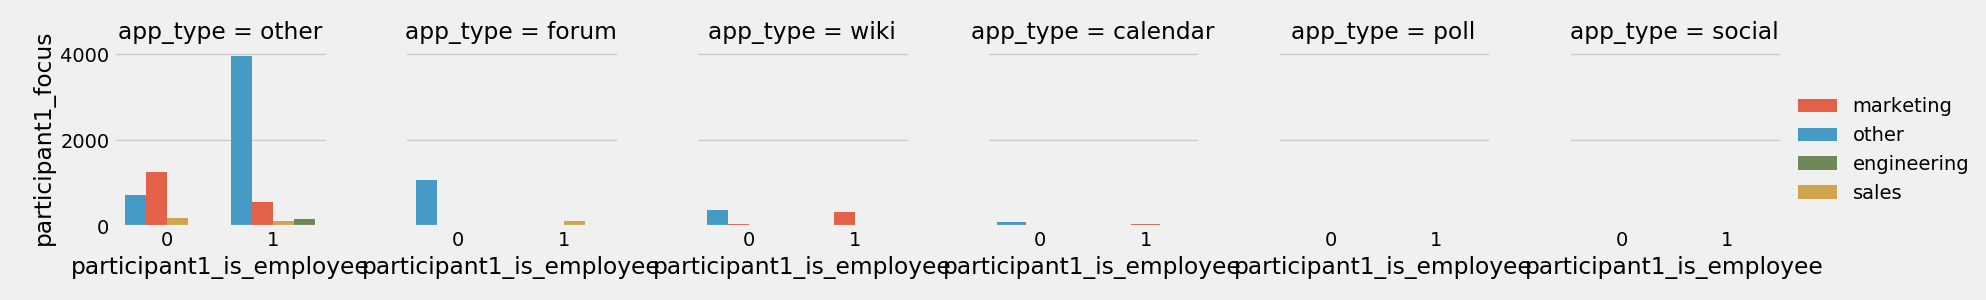 app_type = other app_type = forum app_type = wiki app_type = calendar app_type = poll app_type = social
participant1_focus
4000
2000
0
0 1 0 1 0 1 0 1 0 1 0 1
participant1_is_employee participant1_is_employee participant1_is_employee participant1_is_employee participant1_is_employee participant1_is_employee
marketing
other
engineering
sales